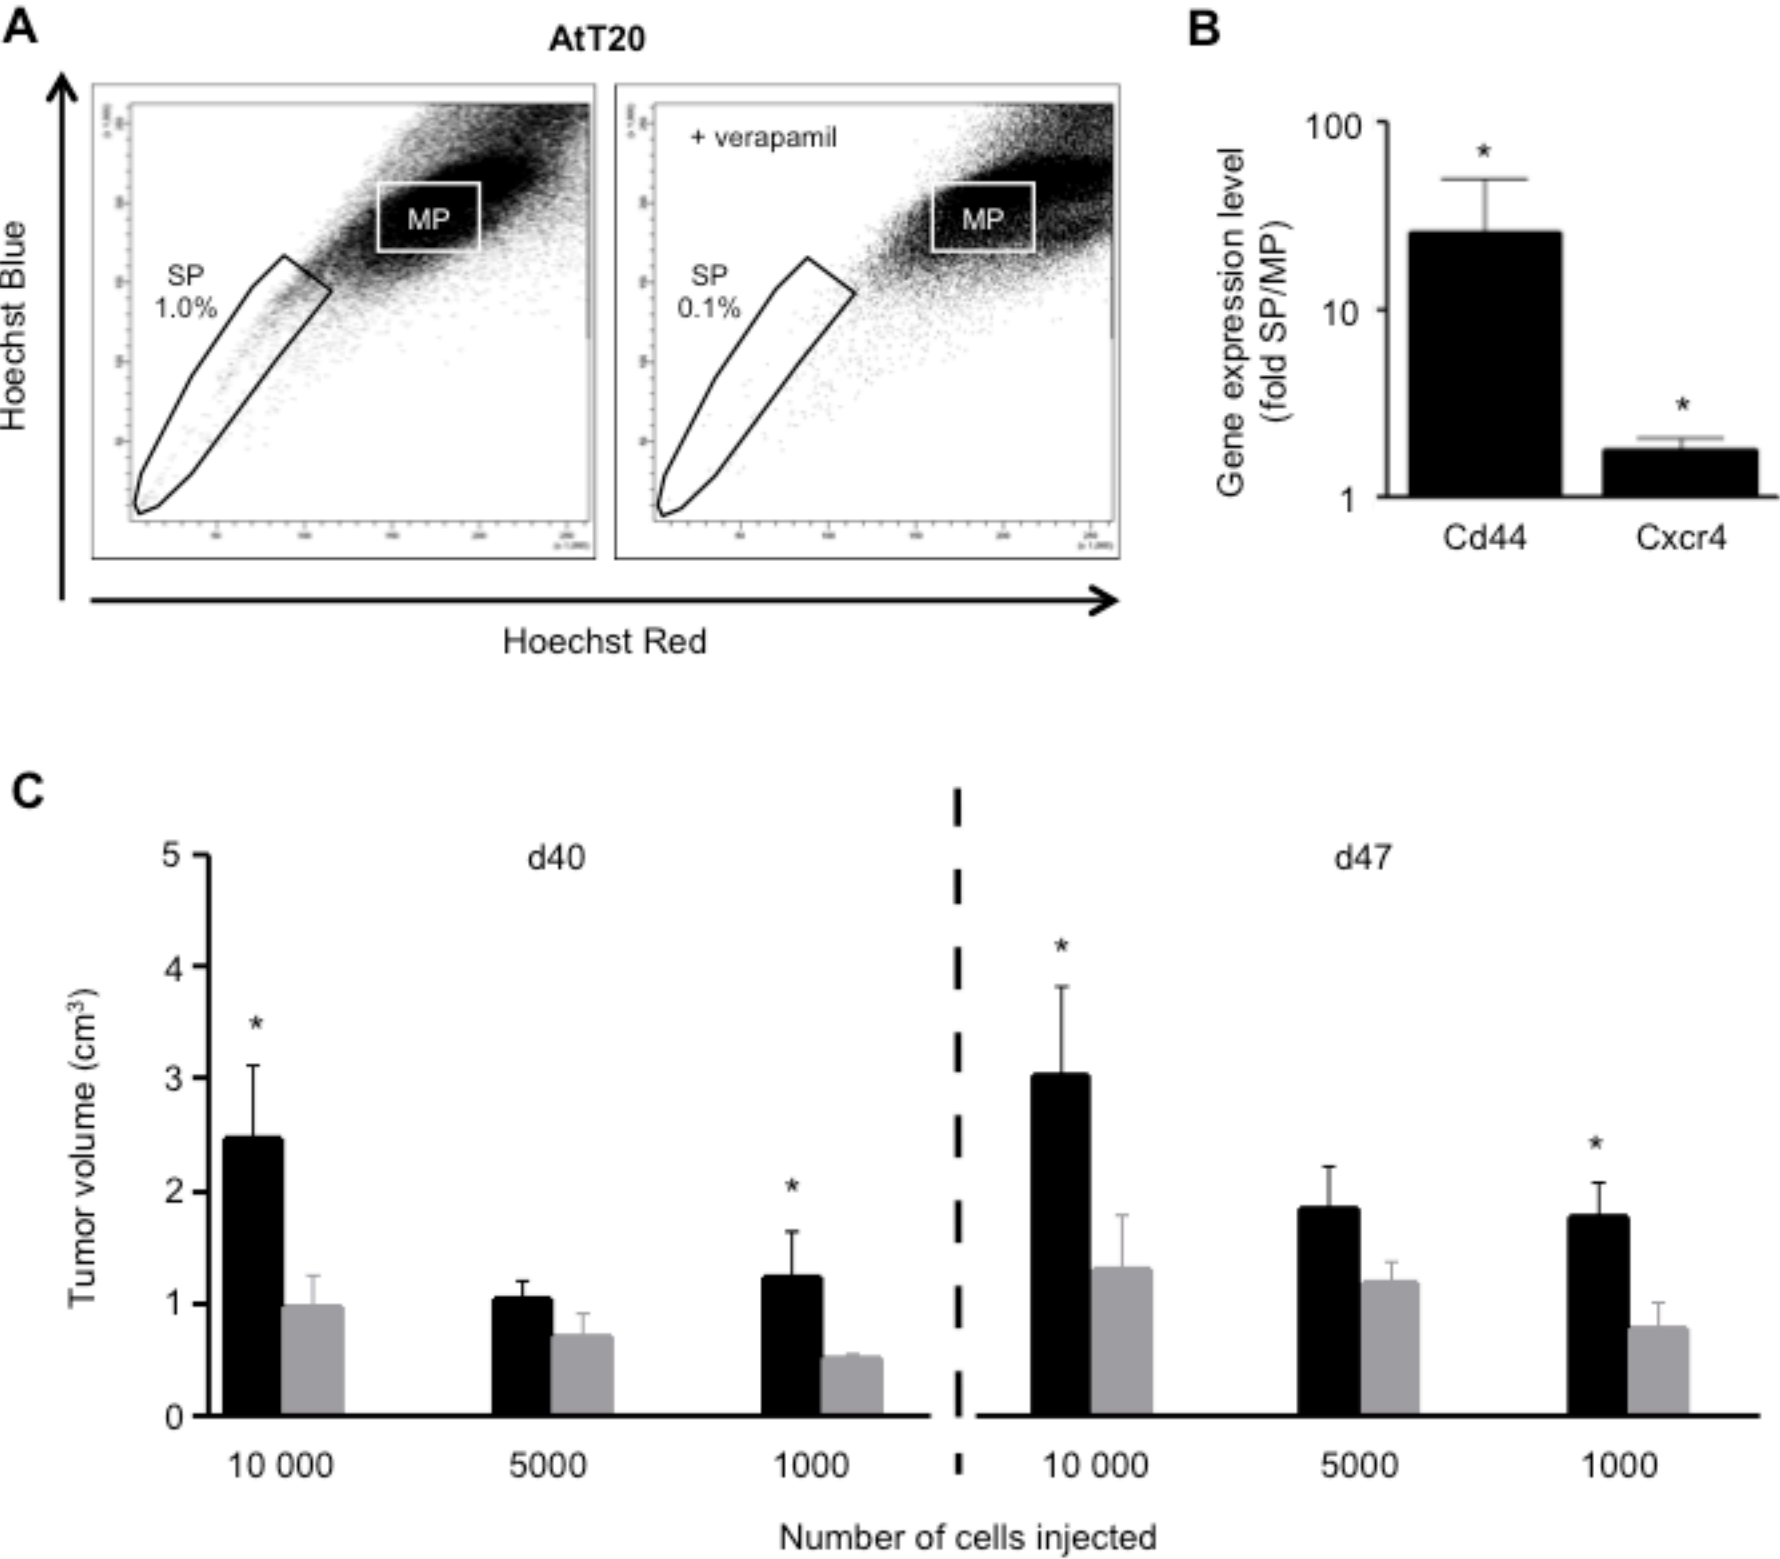 A
AtT20
B
+ verapamil
MP
MP
SP
1.0%
SP
0.1%
Hoechst Blue
Hoechst Red
Gene expression level
(fold SP/MP)
100
10
1
*
*
Cd44
Cxcr4
C
d40
d47
5
4
3
2
1
0
Tumor volume (cm³)
*
*
*
*
10 000
5000
1000
10 000
5000
1000
Number of cells injected